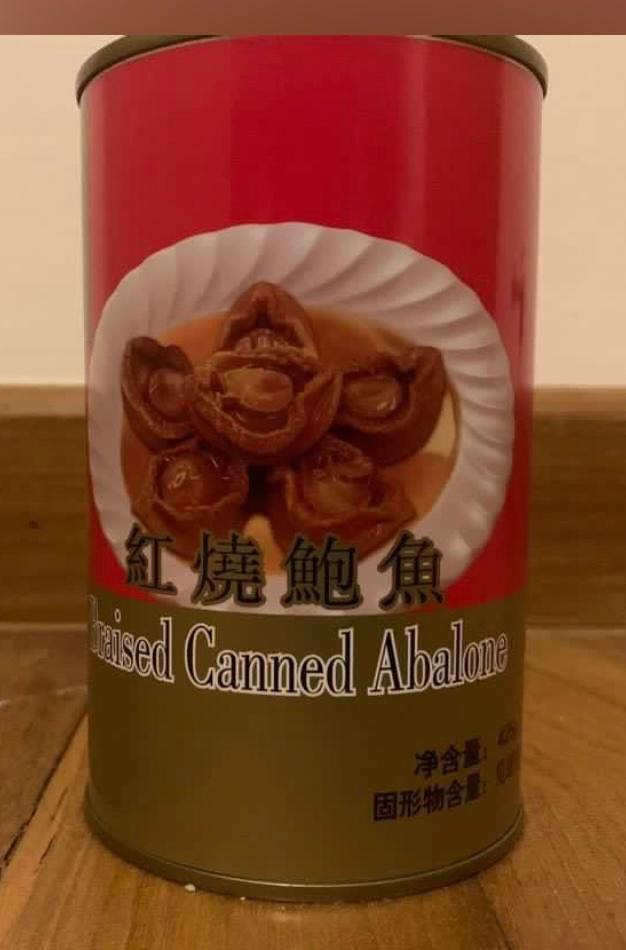 紅燒鮑魚
Braised Canned Abalone
净含量：
固形物含量：